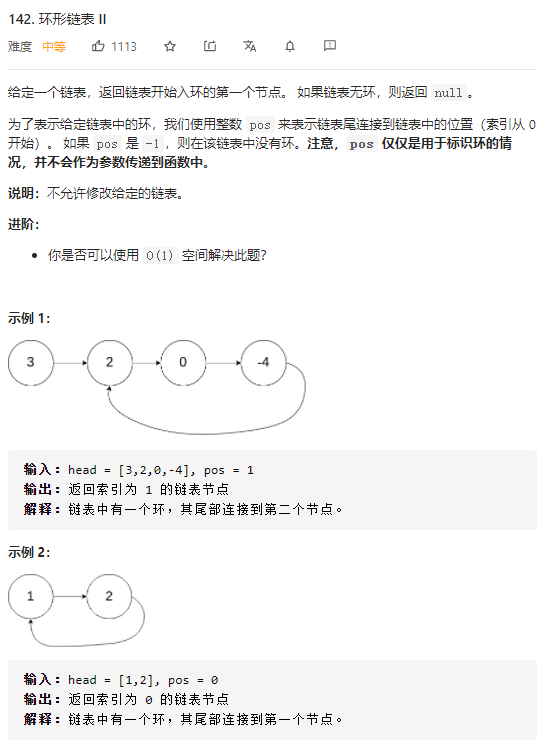 142. 环形链表 II
难度 中等 1113
给定一个链表，返回链表开始入环的第一个节点。 如果链表无环，则返回 null。
为了表示给定链表中的环，我们使用整数 pos 来表示链表尾连接到链表中的位置（索引从 0
开始）。 如果 pos 是 -1，则在该链表中没有环。注意，pos 仅仅是用于标识环的情
况，并不会作为参数传递到函数中。
说明：不允许修改给定的链表。
进阶：
• 你是否可以使用 O(1) 空间解决此题？
示例 1：
3 2 0 -4
输入：head = [3,2,0,-4], pos = 1
输出：返回索引为 1 的链表节点
解释：链表中有一个环，其尾部连接到第二个节点。
示例 2：
1 2
输入：head = [1,2], pos = 0
输出：返回索引为 0 的链表节点
解释：链表中有一个环，其尾部连接到第一个节点。